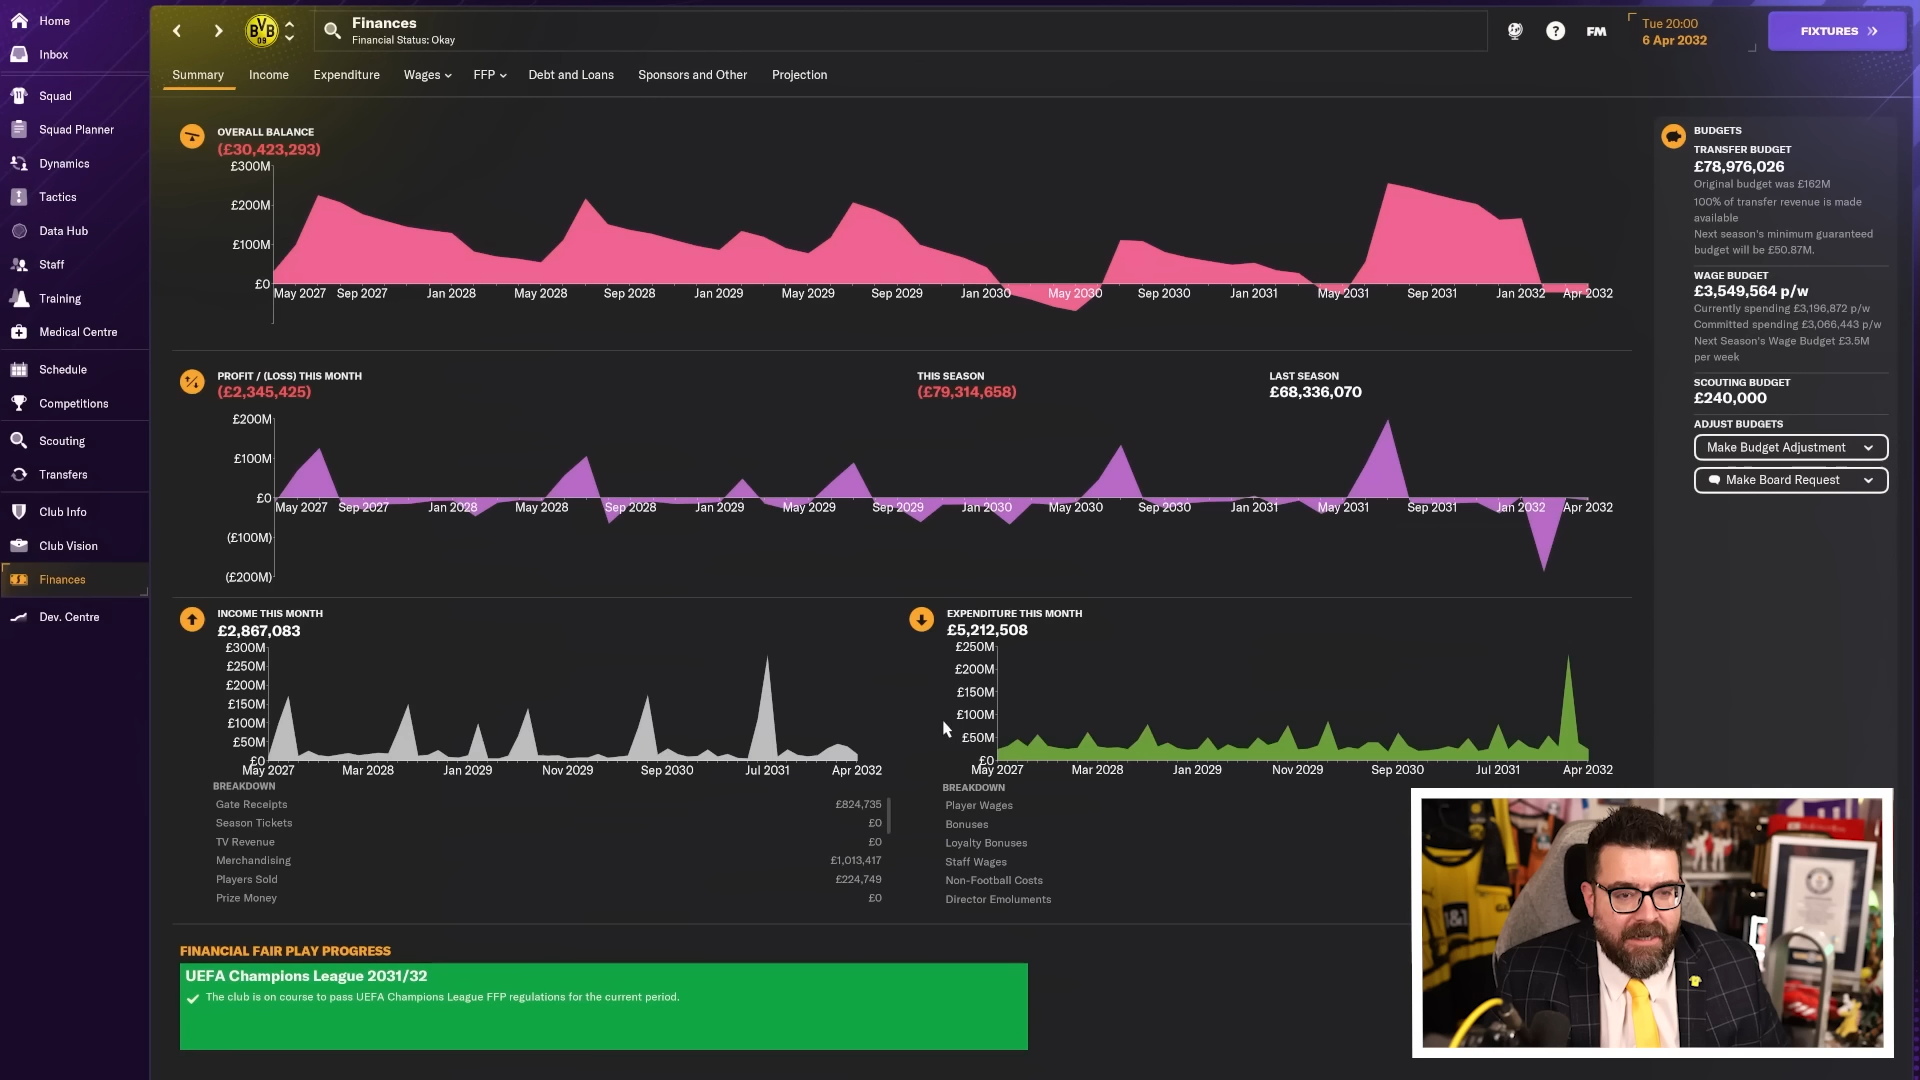 Home
Inbox
Squad
Squad Planner
Dynamics
Tactics
Data Hub
Staff
Training
Medical Centre
Schedule
Competitions
Scouting
Transfers
Club Info
Club Vision
Finances
Dev. Centre
BVB
09
Finances
Financial Status: Okay
?
FM
Tue 20:00
6 Apr 2032
FIXTURES
Summary
Income
Expenditure
Wages
FFP
Debt and Loans
Sponsors and Other
Projection
OVERALL BALANCE
(£30,423,293)
£300M
£200M
£100M
£0
May 2027 Sep 2027 Jan 2028 May 2028 Sep 2028 Jan 2029 May 2029 Sep 2029 Jan 2030 May 2030 Sep 2030 Jan 2031 May 2031 Sep 2031 Jan 2032 Apr 2032
PROFIT / (LOSS) THIS MONTH
(£2,345,425)
THIS SEASON
(£79,314,658)
LAST SEASON
£68,336,070
£200M
£100M
£0
(£100M)
(£200M)
May 2027 Sep 2027 Jan 2028 May 2028 Sep 2028 Jan 2029 May 2029 Sep 2029 Jan 2030 May 2030 Sep 2030 Jan 2031 May 2031 Sep 2031 Jan 2032 Apr 2032
INCOME THIS MONTH
£2,867,083
£300M
£250M
£200M
£150M
£100M
£50M
£0
May 2027 Mar 2028 Jan 2029 Nov 2029 Sep 2030 Jul 2031 Apr 2032
BREAKDOWN
Gate Receipts £824,735
Season Tickets £0
TV Revenue £0
Merchandising £1,013,417
Players Sold £224,749
Prize Money £0
EXPENDITURE THIS MONTH
£5,212,508
£250M
£200M
£150M
£100M
£50M
£0
May 2027 Mar 2028 Jan 2029 Nov 2029 Sep 2030 Jul 2031 Apr 2032
BREAKDOWN
Player Wages
Bonuses
Loyalty Bonuses
Staff Wages
Non-Football Costs
Director Emoluments
FINANCIAL FAIR PLAY PROGRESS
UEFA Champions League 2031/32
The club is on course to pass UEFA Champions League FFP regulations for the current period.
BUDGETS
TRANSFER BUDGET
£78,976,026
Original budget was £162M
100% of transfer revenue is made
available
Next season's minimum guaranteed
budget will be £50.87M.
WAGE BUDGET
£3,549,564 p/w
Currently spending £3,196,872 p/w
Committed spending £3,066,443 p/w
Next Season's Wage Budget £3.5M
per week
SCOUTING BUDGET
£240,000
ADJUST BUDGETS
Make Budget Adjustment
Make Board Request
1&1